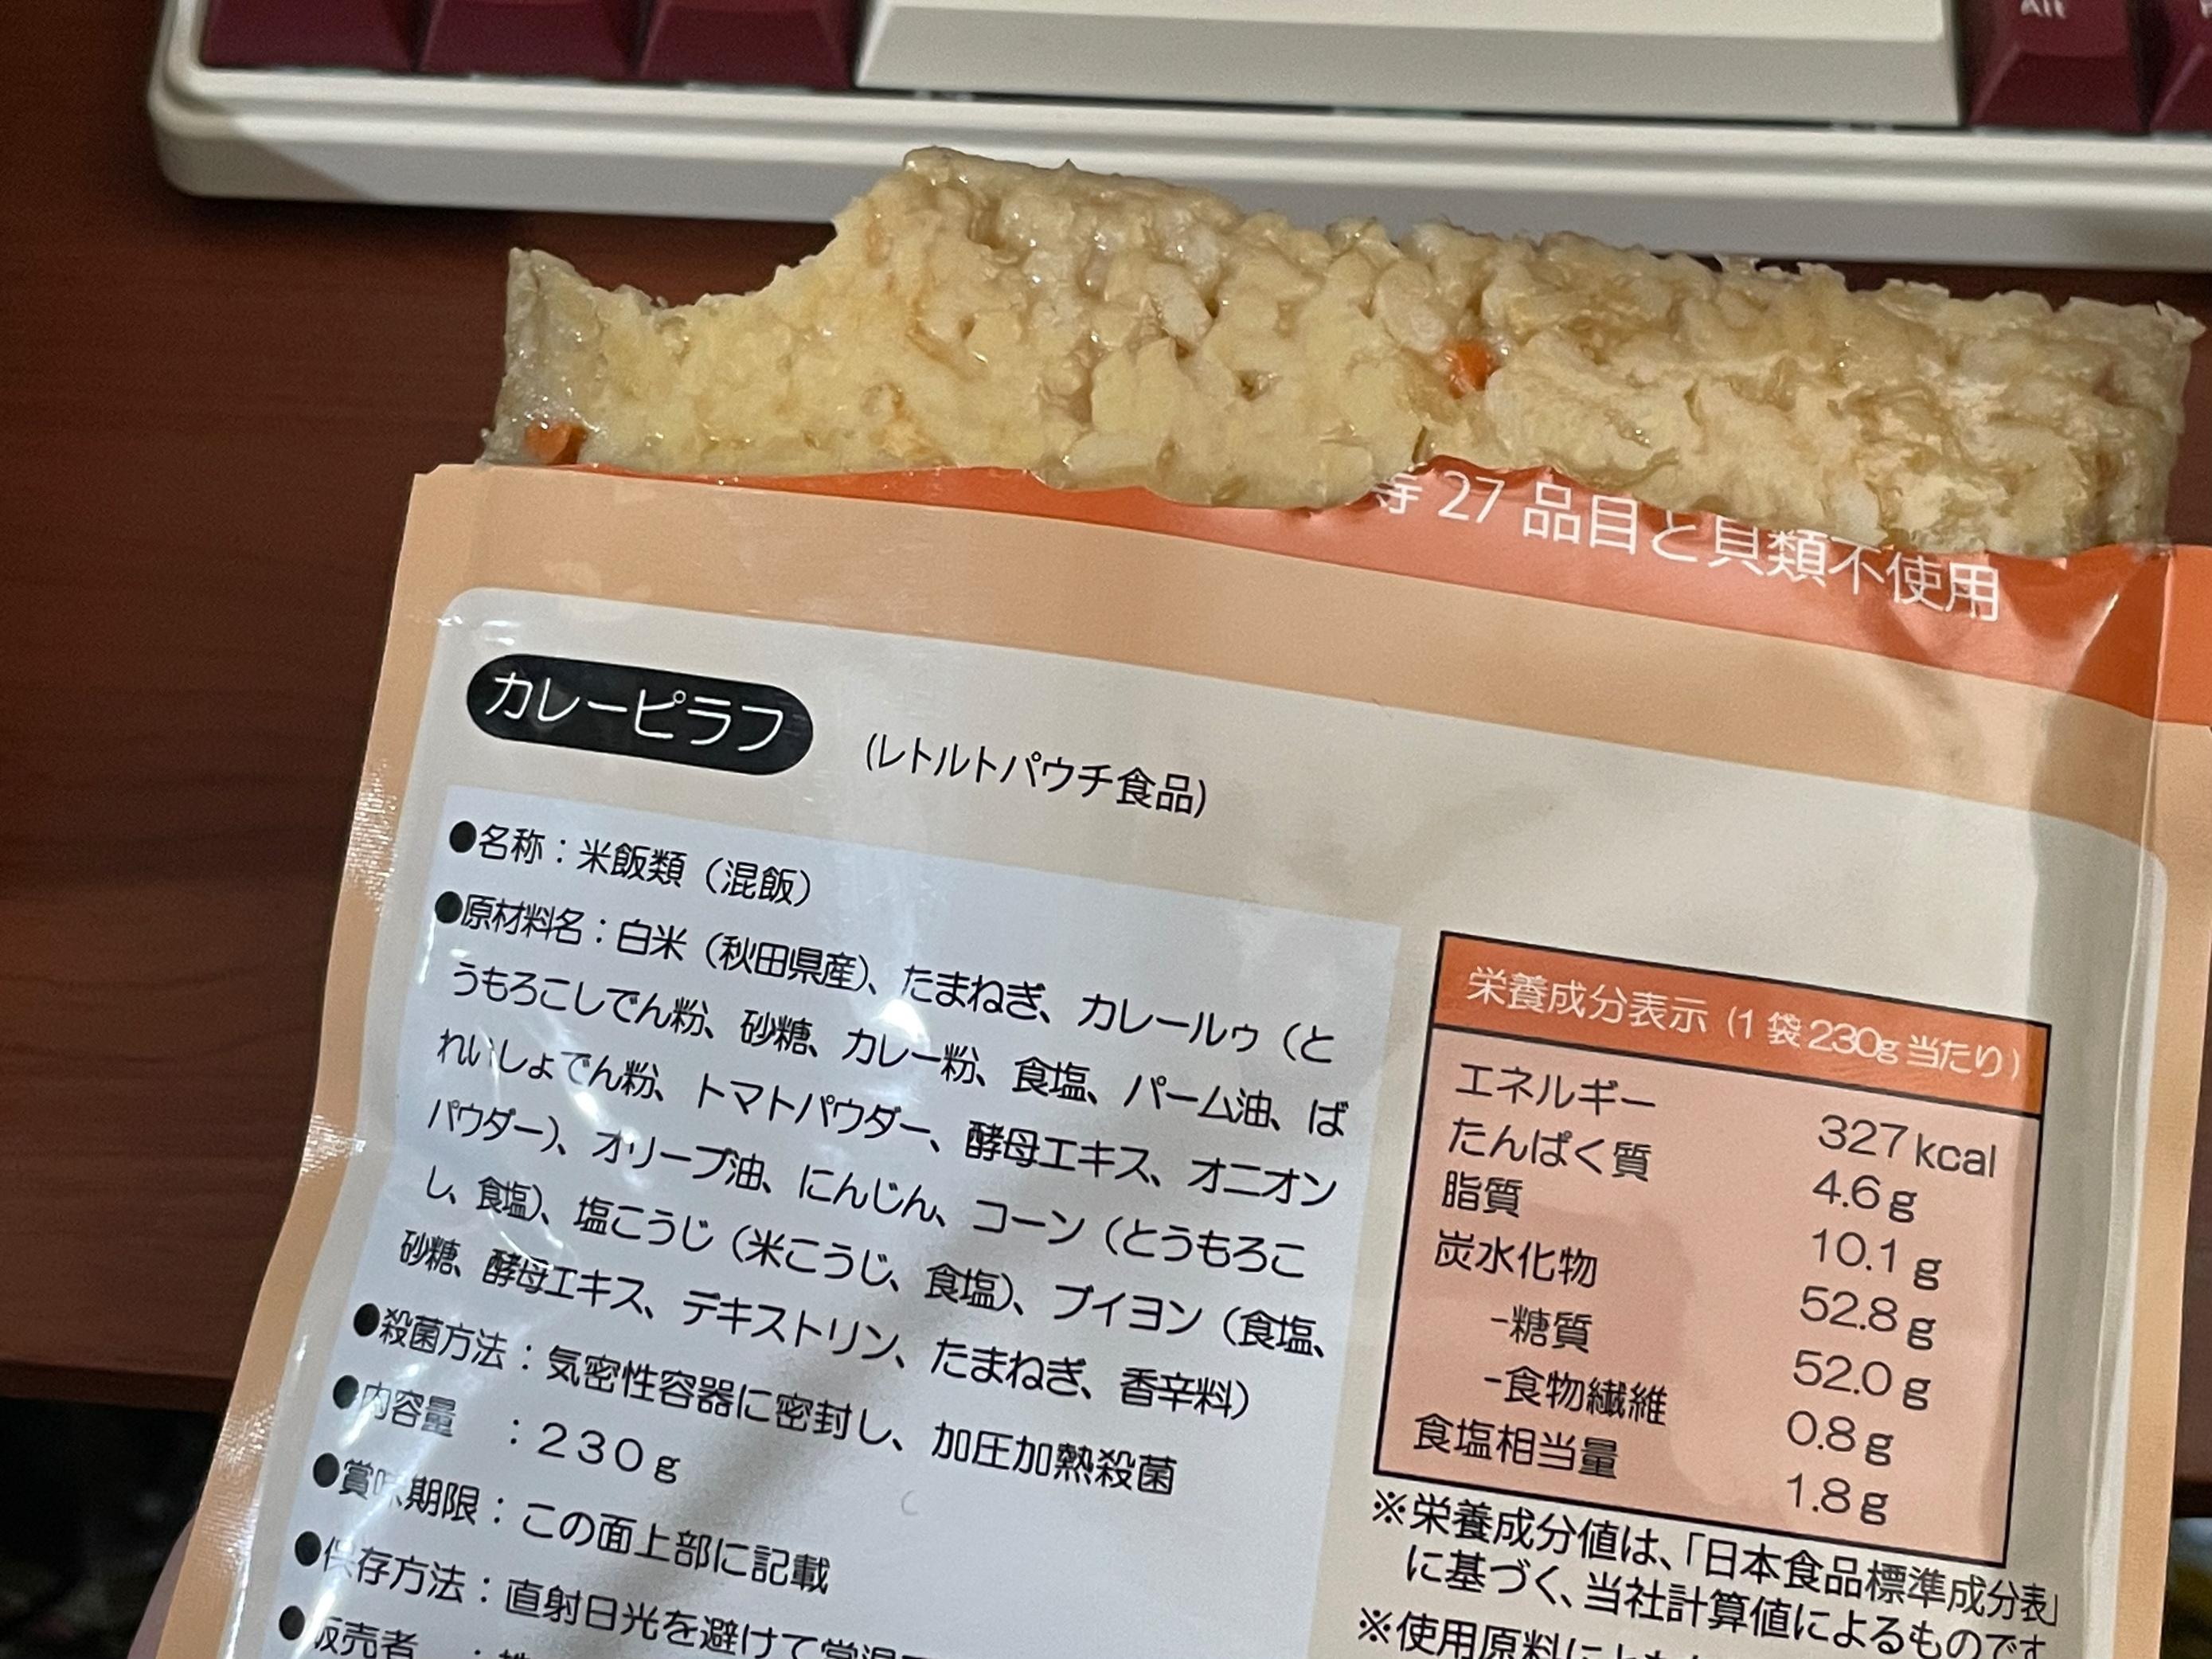 Alt
等27品目と貝類不使用
カレーピラフ
(レトルトパウチ食品)
●名称：米飯類（混飯）
●原材料名：白米（秋田県産）、たまねぎ、カレールゥ（と
うもろこしでん粉、砂糖、カレー粉、食塩、パーム油、ば
れいしょでん粉、トマトパウダー、酵母エキス、オニオン
パウダー）、オリーブ油、にんじん、コーン（とうもろこ
し、食塩）、塩こうじ（米こうじ、食塩）、ブイヨン（食塩、
砂糖、酵母エキス、デキストリン、たまねぎ、香辛料）
●殺菌方法：気密性容器に密封し、加圧加熱殺菌
●内容量　：２３０ｇ
●賞味期限：この面上部に記載
●保存方法：直射日光を避けて常温
●販売者　：株
栄養成分表示（1袋230g当たり）
エネルギー 327kcal
たんぱく質 4.6g
脂質 10.1g
炭水化物 52.8g
-糖質 52.0g
-食物繊維 0.8g
食塩相当量 1.8g
※栄養成分値は、「日本食品標準成分表」
に基づく、当社計算値によるものです
※使用原料に